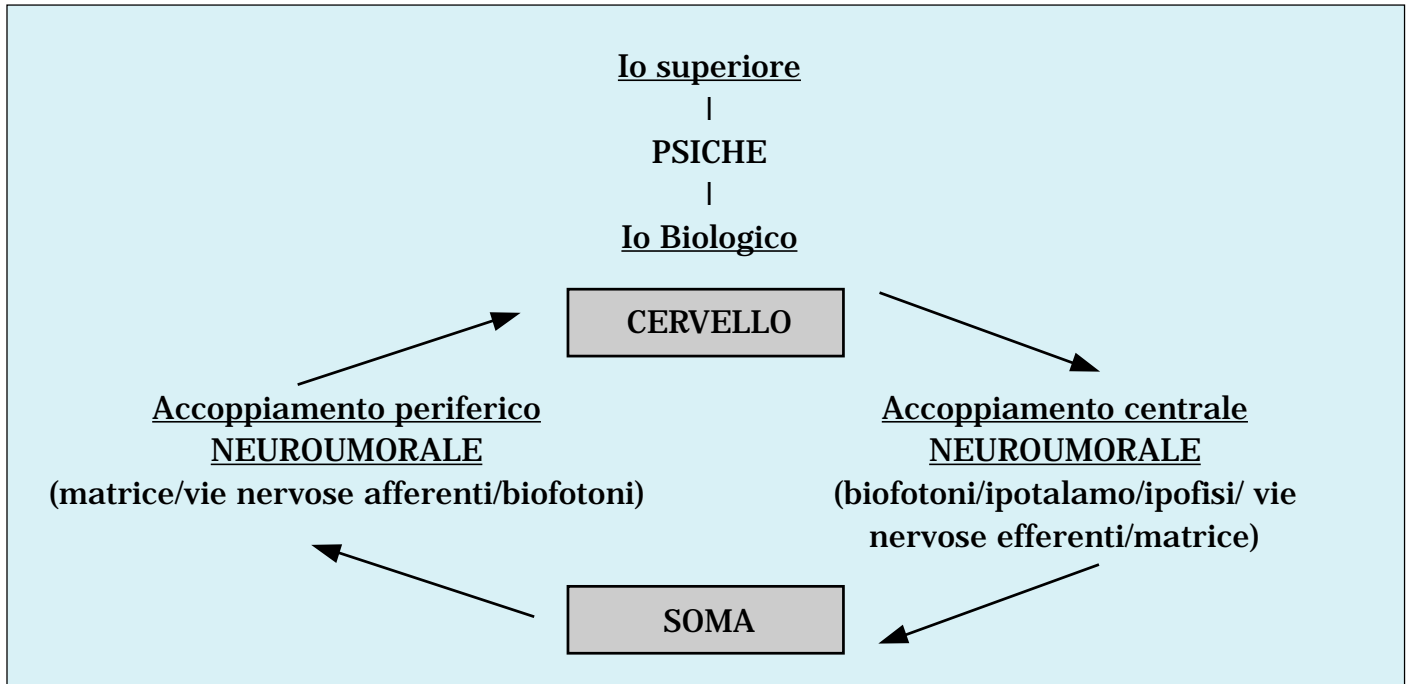 Io superiore
|
PSICHE
|
Io Biologico
CERVELLO
Accoppiamento periferico
NEUROUMORALE
(matrice/vie nervose afferenti/biofotoni)
Accoppiamento centrale
NEUROUMORALE
(biofotoni/ipotalamo/ipofisi/ vie
nervose efferenti/matrice)
SOMA